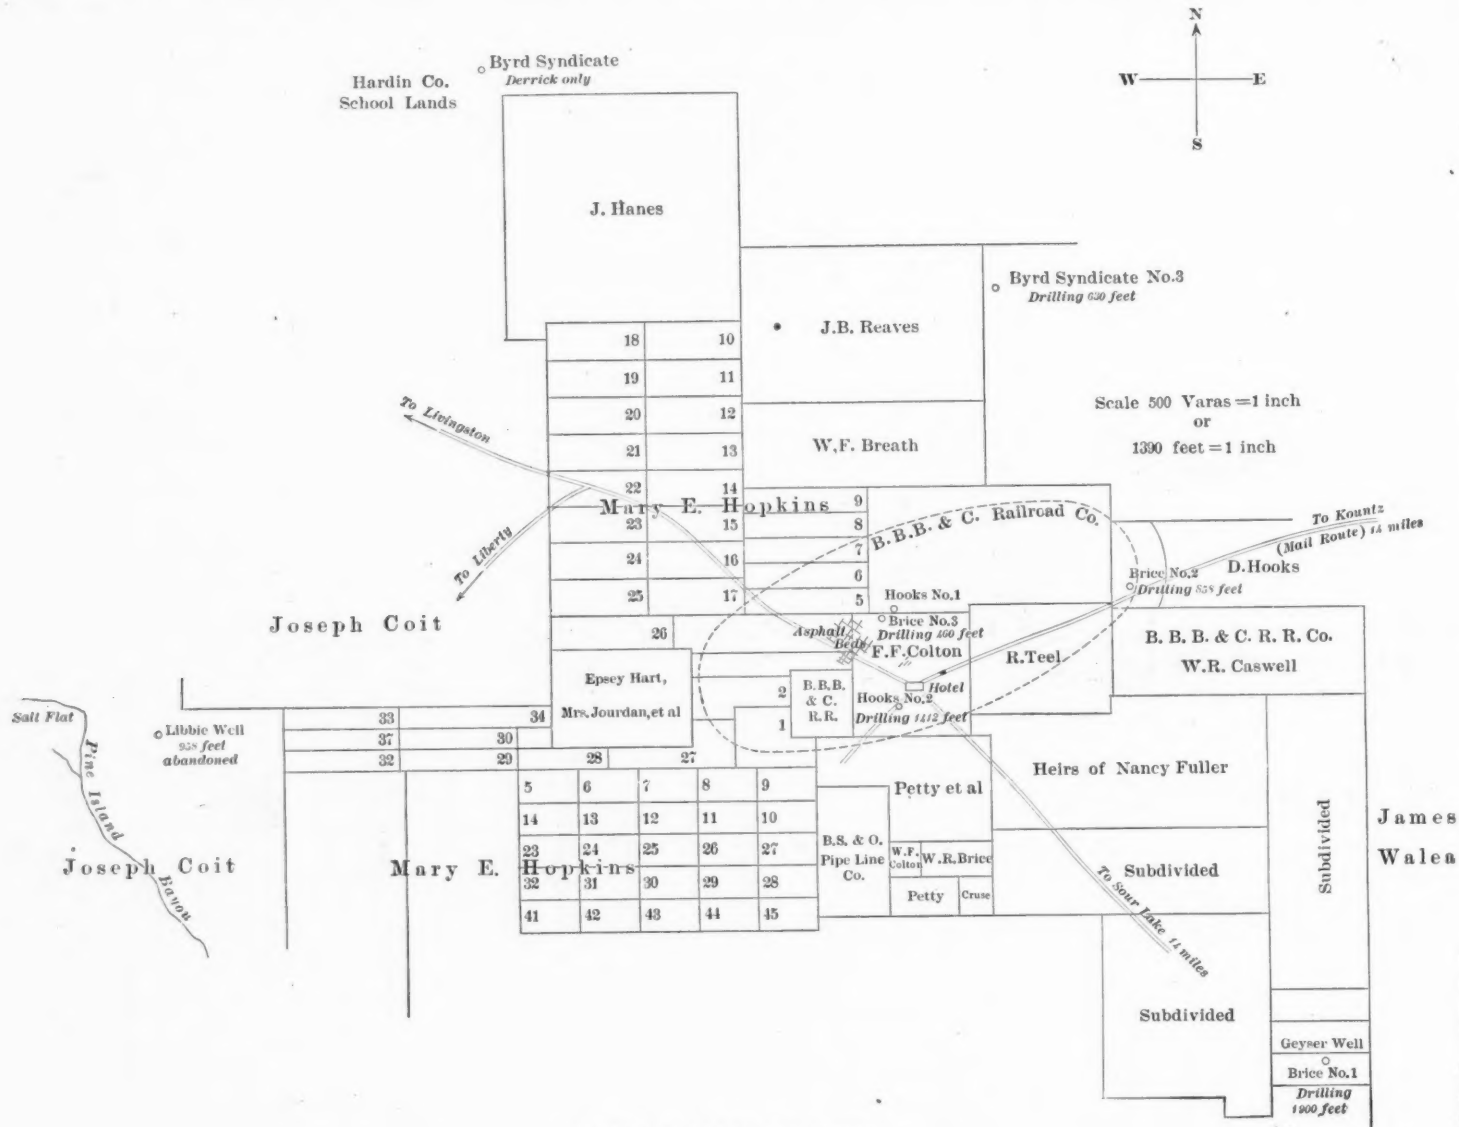 N
W E
S
Byrd Syndicate
Derrick only
Hardin Co.
School Lands
J. Hanes
Byrd Syndicate No.3
Drilling 630 feet
J.B. Reaves
18 10
19 11
20 12
21 13
22 14
23 15
24 16
25 17
To Livingston
To Liberty
Scale 500 Varas = 1 inch
or
1390 feet = 1 inch
W.F. Breath
Mary E. Hopkins
9
8
7
6
5
B.B.B. & C. Railroad Co.
To Kountz
(Mail Route) 14 miles
D.Hooks
Brice No.2
Drilling 858 feet
Joseph Coit
Hooks No.1
Brice No.3
Drilling 460 feet
Asphalt
Beds
F.F.Colton
R.Teel
B. B. B. & C. R. R. Co.
W.R. Caswell
26
Epsey Hart,
Mrs. Jourdan, et al
2
1
B.B.B.
& C.
R.R.
Hotel
Hooks No.2
Drilling 1412 feet
Salt Flat
Pine Island
Bayou
Libbie Well
958 feet
abandoned
33 34
37 30
32 29 28 27
Heirs of Nancy Fuller
Petty et al
5 6 7 8 9
14 13 12 11 10
23 24 25 26 27
32 31 30 29 28
41 42 43 44 45
B.S. & O.
Pipe Line
Co.
W.F.
Colton
W.R. Brice
Petty
Cruse
Subdivided
Subdivided
James
Walea
Joseph Coit
Mary E. Hopkins
To Sour Lake 14 miles
Subdivided
Geyser Well
Brice No.1
Drilling
1900 feet